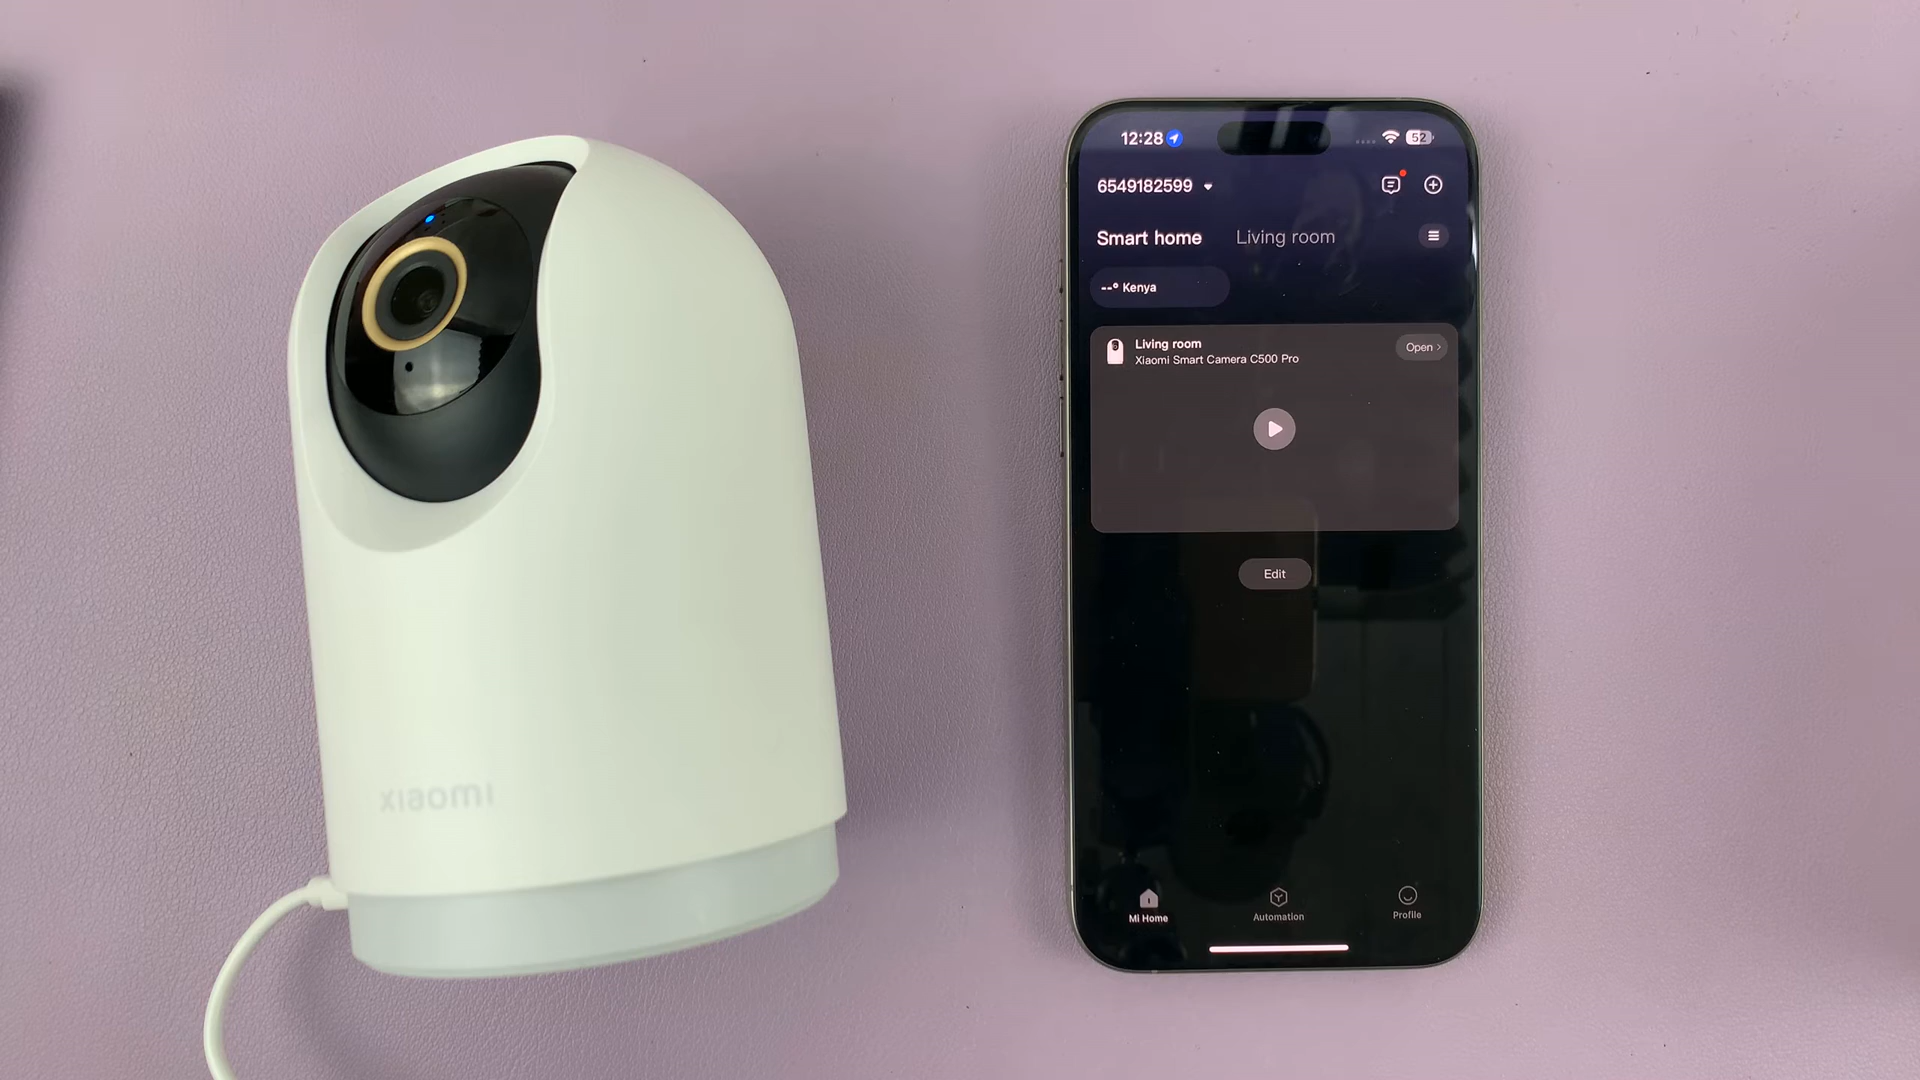 xiaomi
12:28
52
6549182599
Smart home Living room
--° Kenya
Living room
Xiaomi Smart Camera C500 Pro
Open >
Edit
Mi Home
Automation
Profile